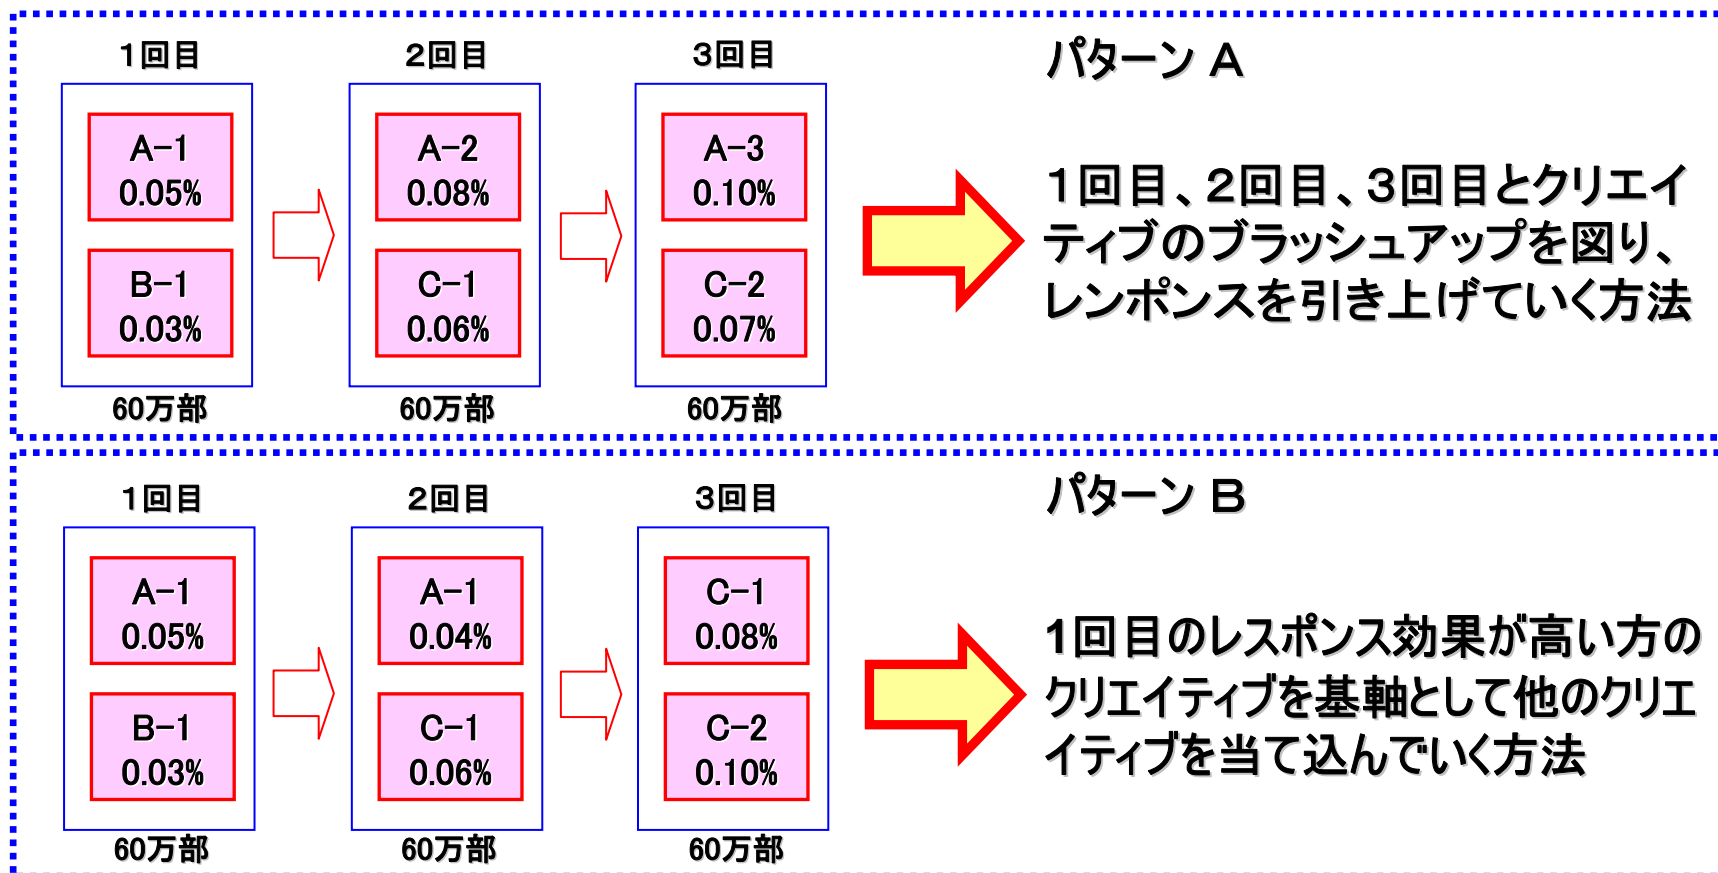 1回目
2回目
3回目
パターン A
A-1
0.05%
A-2
0.08%
A-3
0.10%
B-1
0.03%
C-1
0.06%
C-2
0.07%
60万部
60万部
60万部
1回目、2回目、3回目とクリエイ
ティブのブラッシュアップを図り、
レンポンスを引き上げていく方法
1回目
2回目
3回目
パターン B
A-1
0.05%
A-1
0.04%
C-1
0.08%
B-1
0.03%
C-1
0.06%
C-2
0.10%
60万部
60万部
60万部
1回目のレスポンス効果が高い方の
クリエイティブを基軸として他のクリエ
イティブを当て込んでいく方法